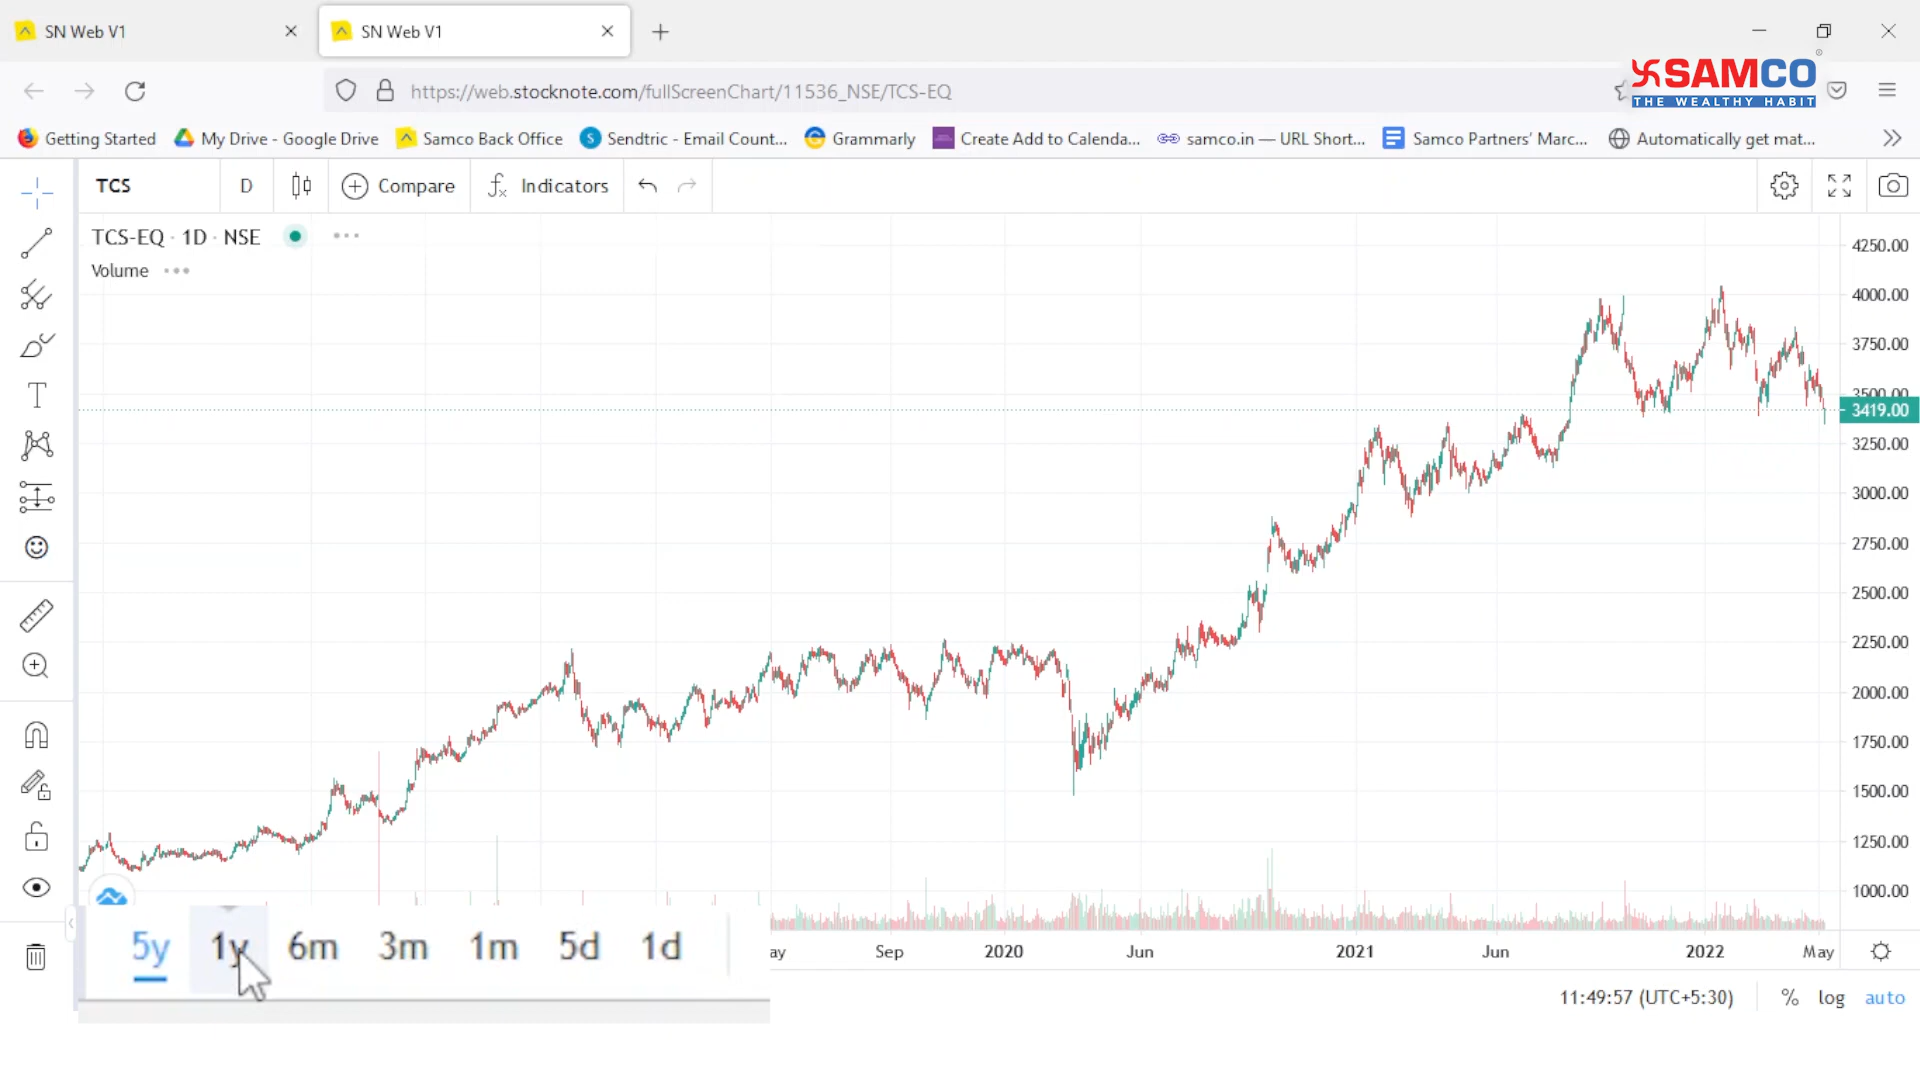 SN Web V1
SN Web V1
https://web.stocknote.com/fullScreenChart/11536_NSE/TCS-EQ
SAMCO
THE WEALTHY HABIT
Getting Started My Drive - Google Drive Samco Back Office Sendtric - Email Count... Grammarly Create Add to Calenda... samco.in — URL Short... Samco Partners' Marc... Automatically get mat...
TCS D Compare Indicators
TCS-EQ · 1D · NSE
Volume
4250.00
4000.00
3750.00
3500.00
3419.00
3250.00
3000.00
2750.00
2500.00
2250.00
2000.00
1750.00
1500.00
1250.00
1000.00
5y 1y 6m 3m 1m 5d 1d
ay Sep 2020 Jun 2021 Jun 2022 May
11:49:57 (UTC+5:30) % log auto